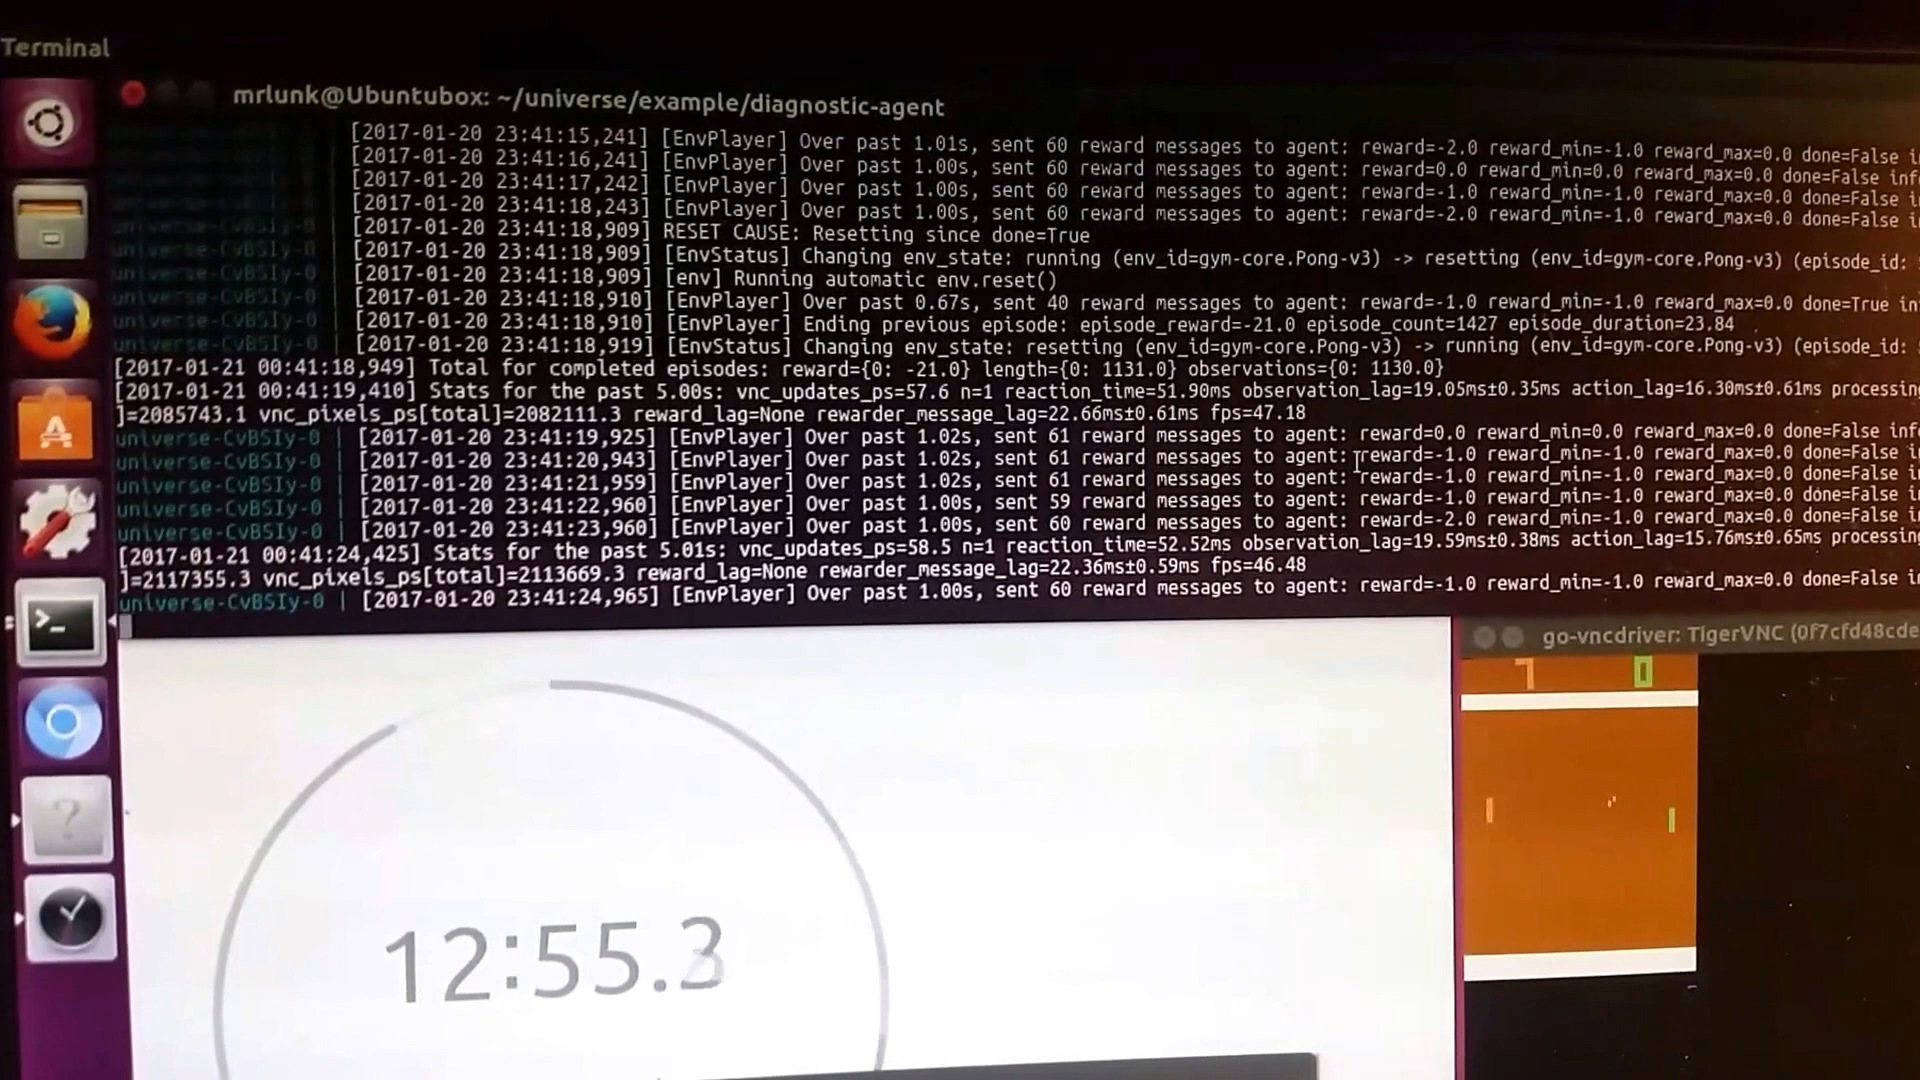 Terminal
mrlunk@Ubuntubox: ~/universe/example/diagnostic-agent
[2017-01-20 23:41:15,241] [EnvPlayer] Over past 1.01s, sent 60 reward messages to agent: reward=-2.0 reward_min=-1.0 reward_max=0.0 done=False i
[2017-01-20 23:41:16,241] [EnvPlayer] Over past 1.00s, sent 60 reward messages to agent: reward=0.0 reward_min=0.0 reward_max=0.0 done=False inf
[2017-01-20 23:41:17,242] [EnvPlayer] Over past 1.00s, sent 60 reward messages to agent: reward=-1.0 reward_min=-1.0 reward_max=0.0 done=False i
[2017-01-20 23:41:18,243] [EnvPlayer] Over past 1.00s, sent 60 reward messages to agent: reward=-2.0 reward_min=-1.0 reward_max=0.0 done=False i
universe-CvBSIy-0 | [2017-01-20 23:41:18,909] RESET CAUSE: Resetting since done=True
universe-CvBSIy-0 | [2017-01-20 23:41:18,909] [EnvStatus] Changing env_state: running (env_id=gym-core.Pong-v3) -> resetting (env_id=gym-core.Pong-v3) (episode_id:
universe-CvBSIy-0 | [2017-01-20 23:41:18,909] [env] Running automatic env.reset()
universe-CvBSIy-0 | [2017-01-20 23:41:18,910] [EnvPlayer] Over past 0.67s, sent 40 reward messages to agent: reward=-1.0 reward_min=-1.0 reward_max=0.0 done=True in
universe-CvBSIy-0 | [2017-01-20 23:41:18,910] [EnvPlayer] Ending previous episode: episode_reward=-21.0 episode_count=1427 episode_duration=23.84
universe-CvBSIy-0 | [2017-01-20 23:41:18,919] [EnvStatus] Changing env_state: resetting (env_id=gym-core.Pong-v3) -> running (env_id=gym-core.Pong-v3) (episode_id:
[2017-01-21 00:41:18,949] Total for completed episodes: reward={0: -21.0} length={0: 1131.0} observations={0: 1130.0}
[2017-01-21 00:41:19,410] Stats for the past 5.00s: vnc_updates_ps=57.6 n=1 reaction_time=51.90ms observation_lag=19.05ms±0.35ms action_lag=16.30ms±0.61ms processing
]=2085743.1 vnc_pixels_ps[total]=2082111.3 reward_lag=None rewarder_message_lag=22.66ms±0.61ms fps=47.18
universe-CvBSIy-0 | [2017-01-20 23:41:19,925] [EnvPlayer] Over past 1.02s, sent 61 reward messages to agent: reward=0.0 reward_min=0.0 reward_max=0.0 done=False inf
universe-CvBSIy-0 | [2017-01-20 23:41:20,943] [EnvPlayer] Over past 1.02s, sent 61 reward messages to agent: reward=-1.0 reward_min=-1.0 reward_max=0.0 done=False i
universe-CvBSIy-0 | [2017-01-20 23:41:21,959] [EnvPlayer] Over past 1.02s, sent 61 reward messages to agent: reward=-1.0 reward_min=-1.0 reward_max=0.0 done=False i
universe-CvBSIy-0 | [2017-01-20 23:41:22,960] [EnvPlayer] Over past 1.00s, sent 59 reward messages to agent: reward=-1.0 reward_min=-1.0 reward_max=0.0 done=False i
universe-CvBSIy-0 | [2017-01-20 23:41:23,960] [EnvPlayer] Over past 1.00s, sent 60 reward messages to agent: reward=-2.0 reward_min=-1.0 reward_max=0.0 done=False i
[2017-01-21 00:41:24,425] Stats for the past 5.01s: vnc_updates_ps=58.5 n=1 reaction_time=52.52ms observation_lag=19.59ms±0.38ms action_lag=15.76ms±0.65ms processing
]=2117355.3 vnc_pixels_ps[total]=2113669.3 reward_lag=None rewarder_message_lag=22.36ms±0.59ms fps=46.48
universe-CvBSIy-0 | [2017-01-20 23:41:24,965] [EnvPlayer] Over past 1.00s, sent 60 reward messages to agent: reward=-1.0 reward_min=-1.0 reward_max=0.0 done=False i
go-vncdriver: TigerVNC (0f7cfd48cde
7 0
12:55.3